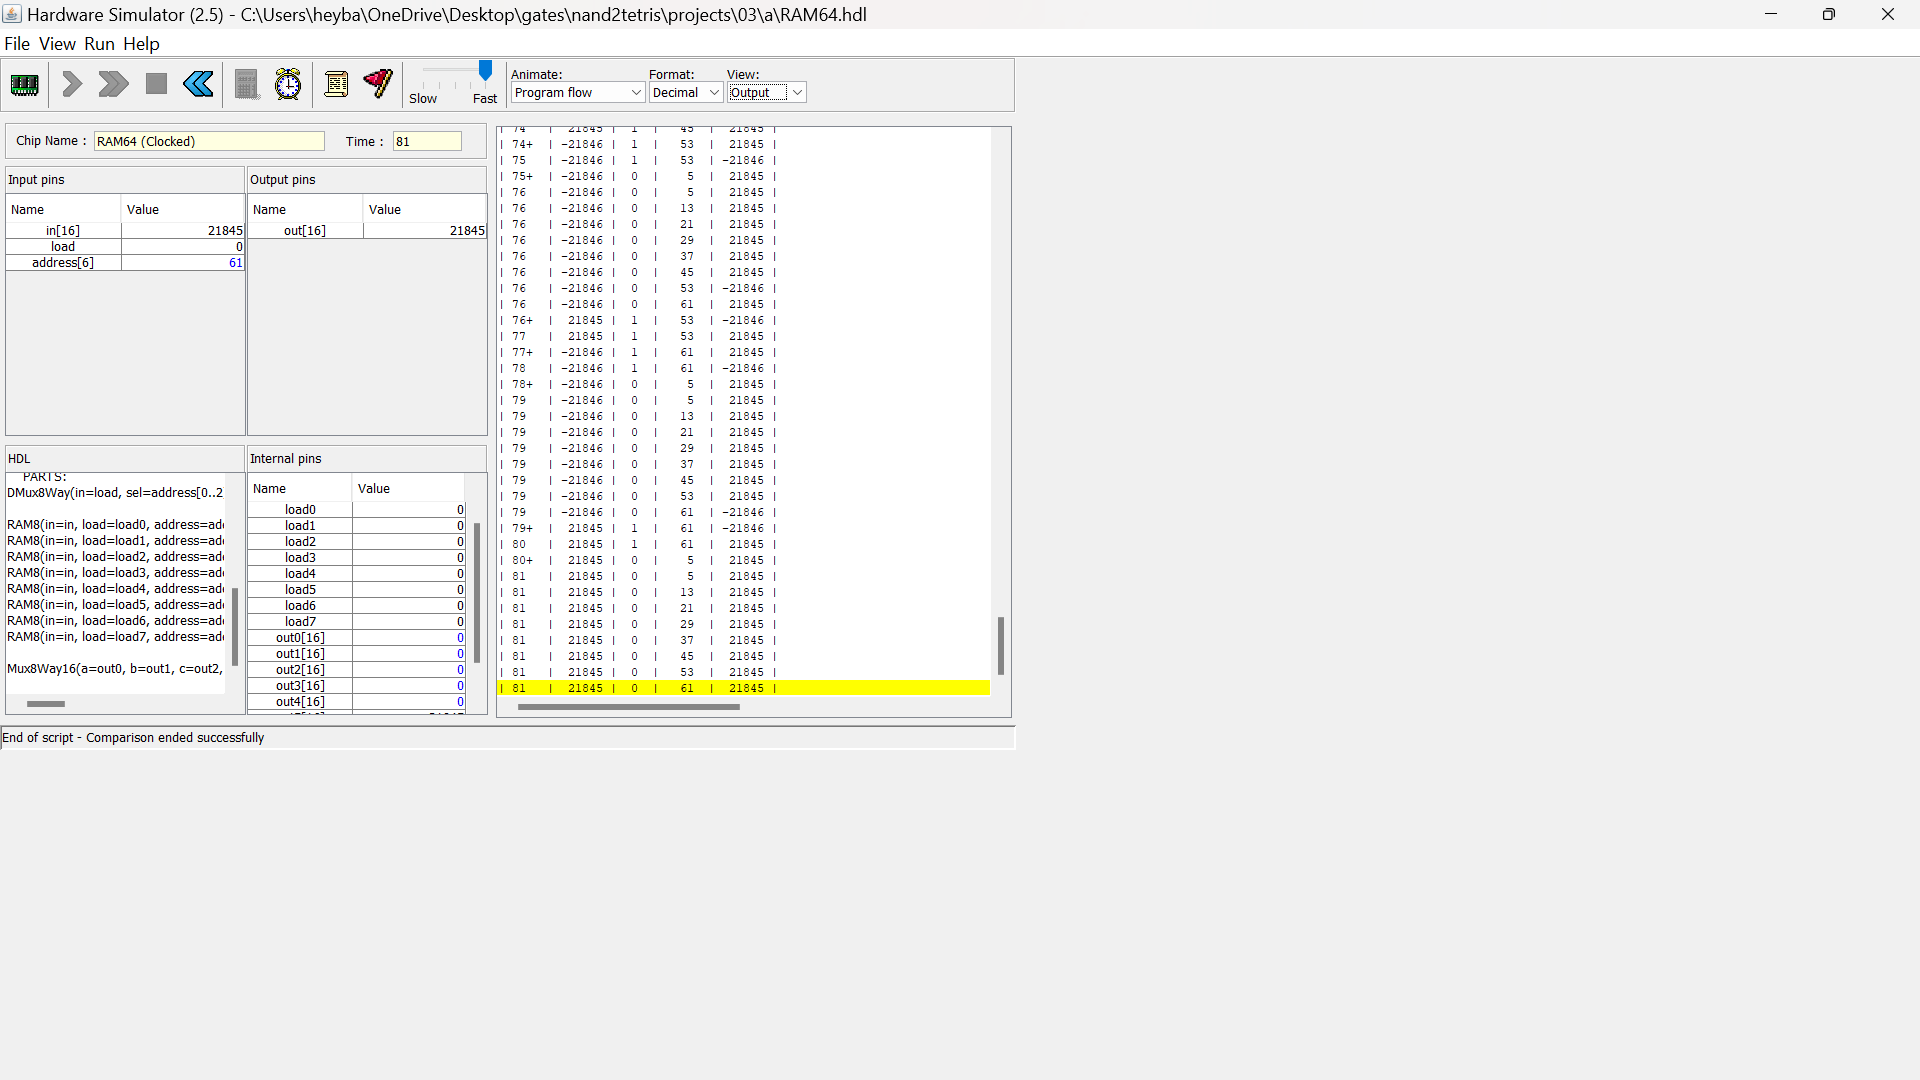 Hardware Simulator (2.5) - C:\Users\heyba\OneDrive\Desktop\gates\nand2tetris\projects\03\a\RAM64.hdl
File View Run Help
Slow Fast
Animate:
Program flow
Format:
Decimal
View:
Output
Chip Name : RAM64 (Clocked) Time : 81
Input pins
Name Value
in[16] 21845
load 0
address[6] 61
Output pins
Name Value
out[16] 21845
HDL
PARTS:
DMux8Way(in=load, sel=address[0..2
RAM8(in=in, load=load0, address=ad
RAM8(in=in, load=load1, address=ad
RAM8(in=in, load=load2, address=ad
RAM8(in=in, load=load3, address=ad
RAM8(in=in, load=load4, address=ad
RAM8(in=in, load=load5, address=ad
RAM8(in=in, load=load6, address=ad
RAM8(in=in, load=load7, address=ad
Mux8Way16(a=out0, b=out1, c=out2,
Internal pins
Name Value
load0 0
load1 0
load2 0
load3 0
load4 0
load5 0
load6 0
load7 0
out0[16] 0
out1[16] 0
out2[16] 0
out3[16] 0
out4[16] 0
| 74 | 21845 | 1 | 45 | 21845 |
| 74+ | -21846 | 1 | 53 | 21845 |
| 75 | -21846 | 1 | 53 | -21846 |
| 75+ | -21846 | 0 | 5 | 21845 |
| 76 | -21846 | 0 | 5 | 21845 |
| 76 | -21846 | 0 | 13 | 21845 |
| 76 | -21846 | 0 | 21 | 21845 |
| 76 | -21846 | 0 | 29 | 21845 |
| 76 | -21846 | 0 | 37 | 21845 |
| 76 | -21846 | 0 | 45 | 21845 |
| 76 | -21846 | 0 | 53 | -21846 |
| 76 | -21846 | 0 | 61 | 21845 |
| 76+ | 21845 | 1 | 53 | -21846 |
| 77 | 21845 | 1 | 53 | 21845 |
| 77+ | -21846 | 1 | 61 | 21845 |
| 78 | -21846 | 1 | 61 | -21846 |
| 78+ | -21846 | 0 | 5 | 21845 |
| 79 | -21846 | 0 | 5 | 21845 |
| 79 | -21846 | 0 | 13 | 21845 |
| 79 | -21846 | 0 | 21 | 21845 |
| 79 | -21846 | 0 | 29 | 21845 |
| 79 | -21846 | 0 | 37 | 21845 |
| 79 | -21846 | 0 | 45 | 21845 |
| 79 | -21846 | 0 | 53 | 21845 |
| 79 | -21846 | 0 | 61 | -21846 |
| 79+ | 21845 | 1 | 61 | -21846 |
| 80 | 21845 | 1 | 61 | 21845 |
| 80+ | 21845 | 0 | 5 | 21845 |
| 81 | 21845 | 0 | 5 | 21845 |
| 81 | 21845 | 0 | 13 | 21845 |
| 81 | 21845 | 0 | 21 | 21845 |
| 81 | 21845 | 0 | 29 | 21845 |
| 81 | 21845 | 0 | 37 | 21845 |
| 81 | 21845 | 0 | 45 | 21845 |
| 81 | 21845 | 0 | 53 | 21845 |
| 81 | 21845 | 0 | 61 | 21845 |
End of script - Comparison ended successfully